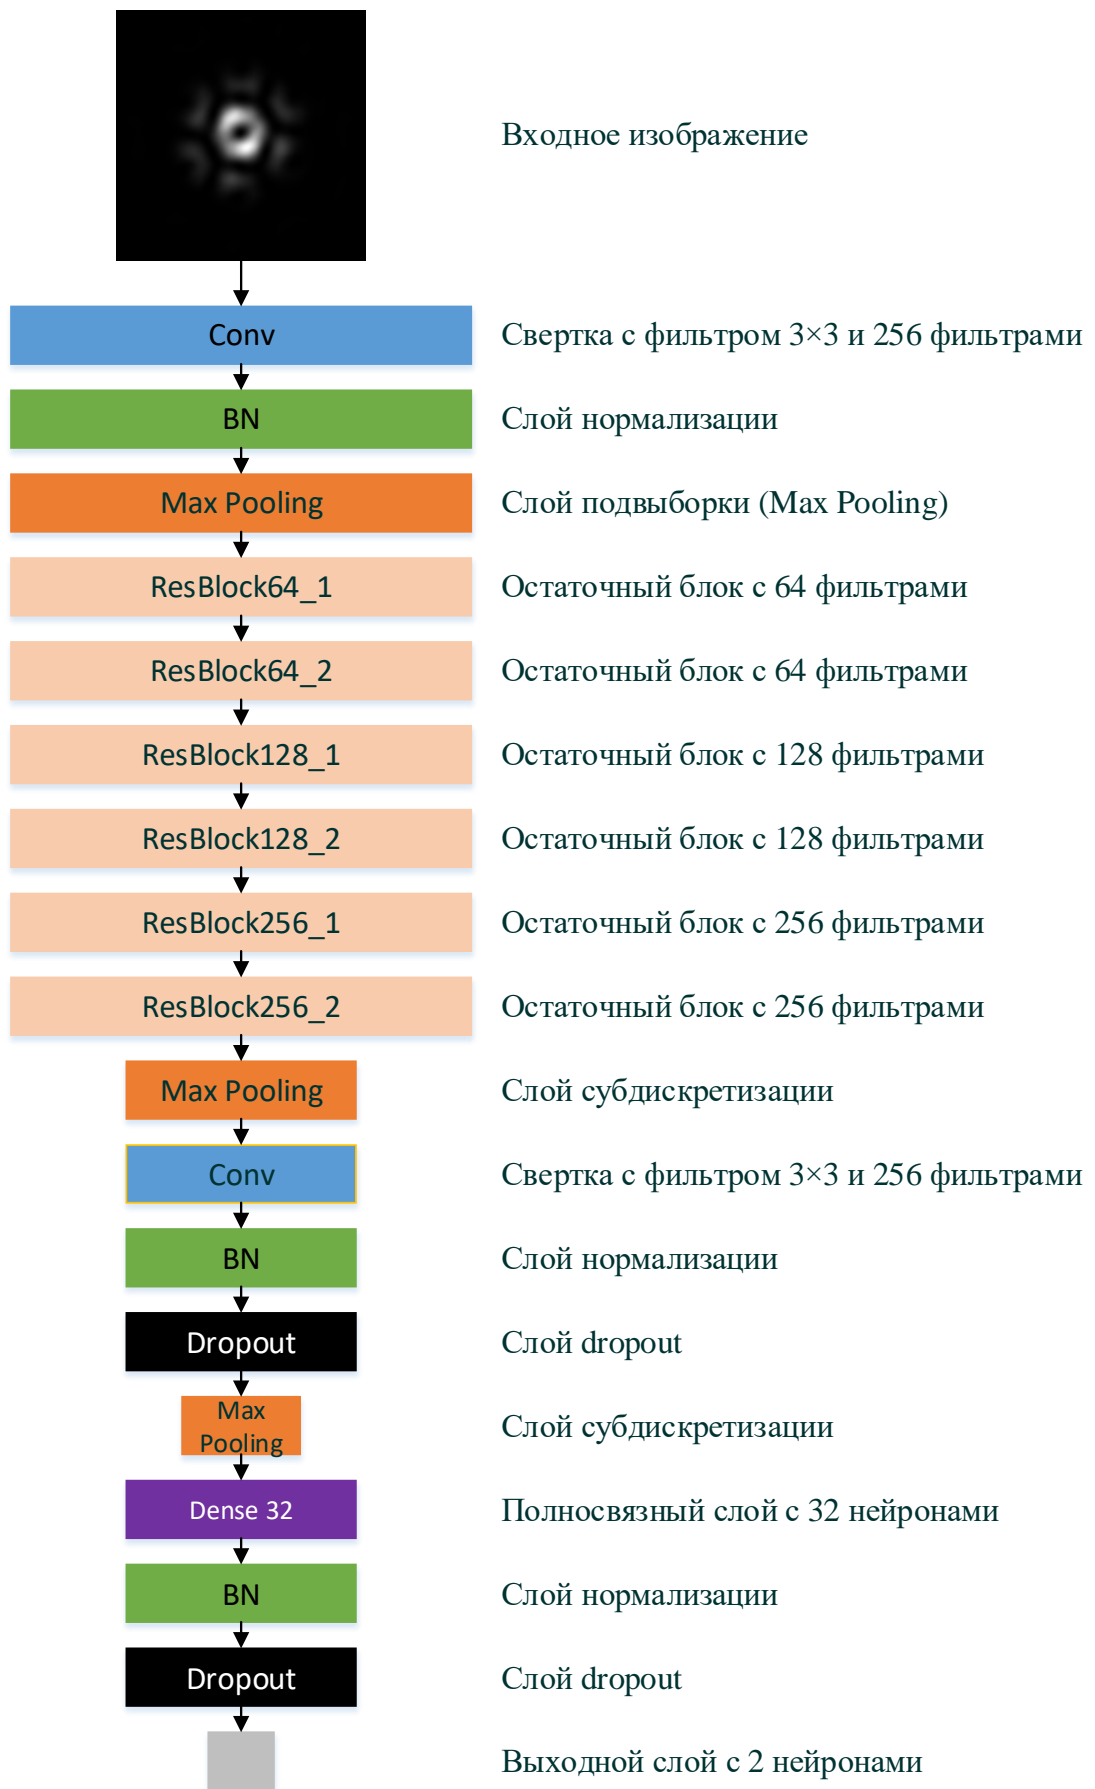 Входное изображение
Conv
Свертка с фильтром 3×3 и 256 фильтрами
BN
Слой нормализации
Max Pooling
Слой подвыборки (Max Pooling)
ResBlock64_1
Остаточный блок с 64 фильтрами
ResBlock64_2
Остаточный блок с 64 фильтрами
ResBlock128_1
Остаточный блок с 128 фильтрами
ResBlock128_2
Остаточный блок с 128 фильтрами
ResBlock256_1
Остаточный блок с 256 фильтрами
ResBlock256_2
Остаточный блок с 256 фильтрами
Max Pooling
Слой субдискретизации
Conv
Свертка с фильтром 3×3 и 256 фильтрами
BN
Слой нормализации
Dropout
Слой dropout
Max
Pooling
Слой субдискретизации
Dense 32
Полносвязный слой с 32 нейронами
BN
Слой нормализации
Dropout
Слой dropout
Выходной слой с 2 нейронами